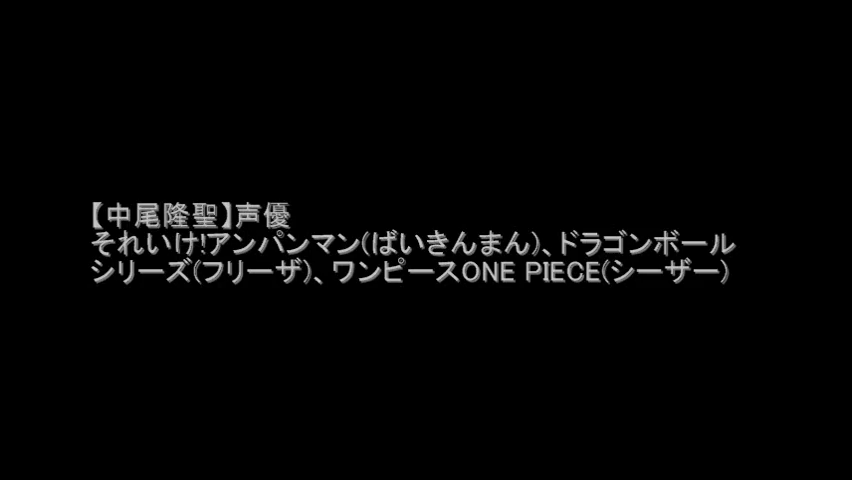 【中尾隆聖】声優
それいけ!アンパンマン(ばいきんまん)、ドラゴンボール
シリーズ(フリーザ)、ワンピースONE PIECE(シーザー)